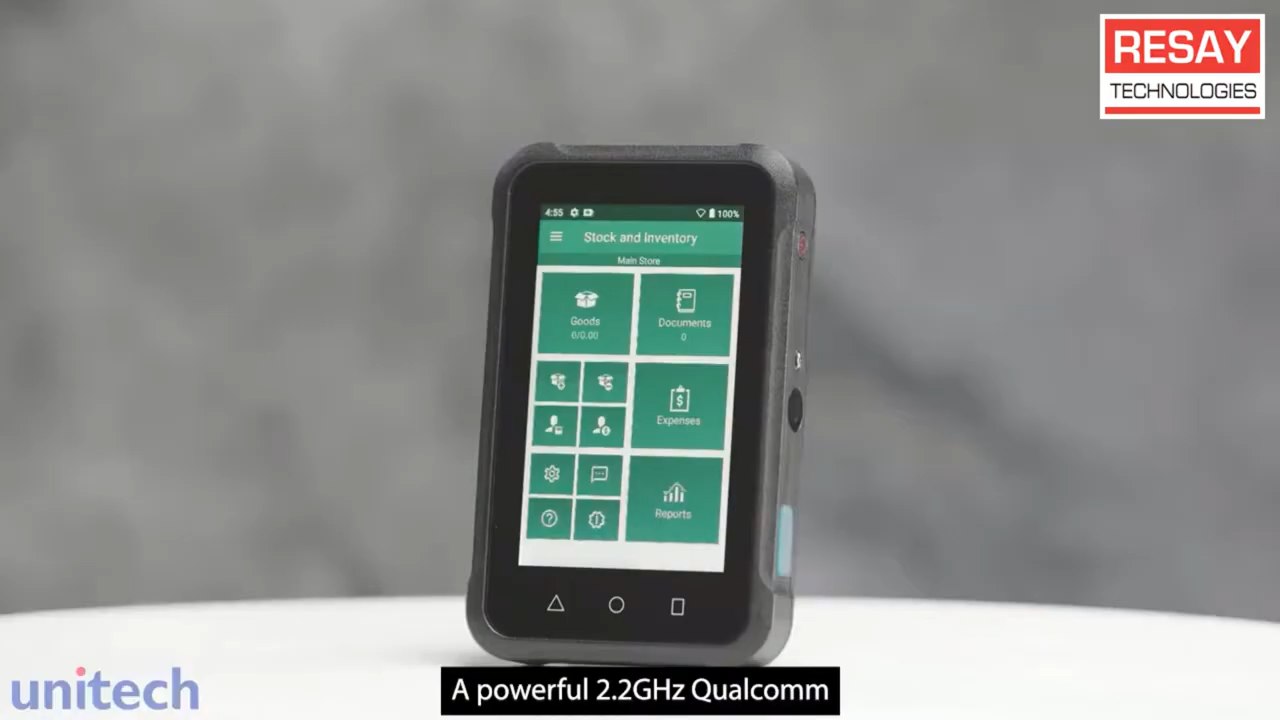 RESAY
TECHNOLOGIES
4:55
100%
Stock and Inventory
Main Store
Goods
0/0.00
Documents
0
Expenses
Reports
unitech
A powerful 2.2GHz Qualcomm